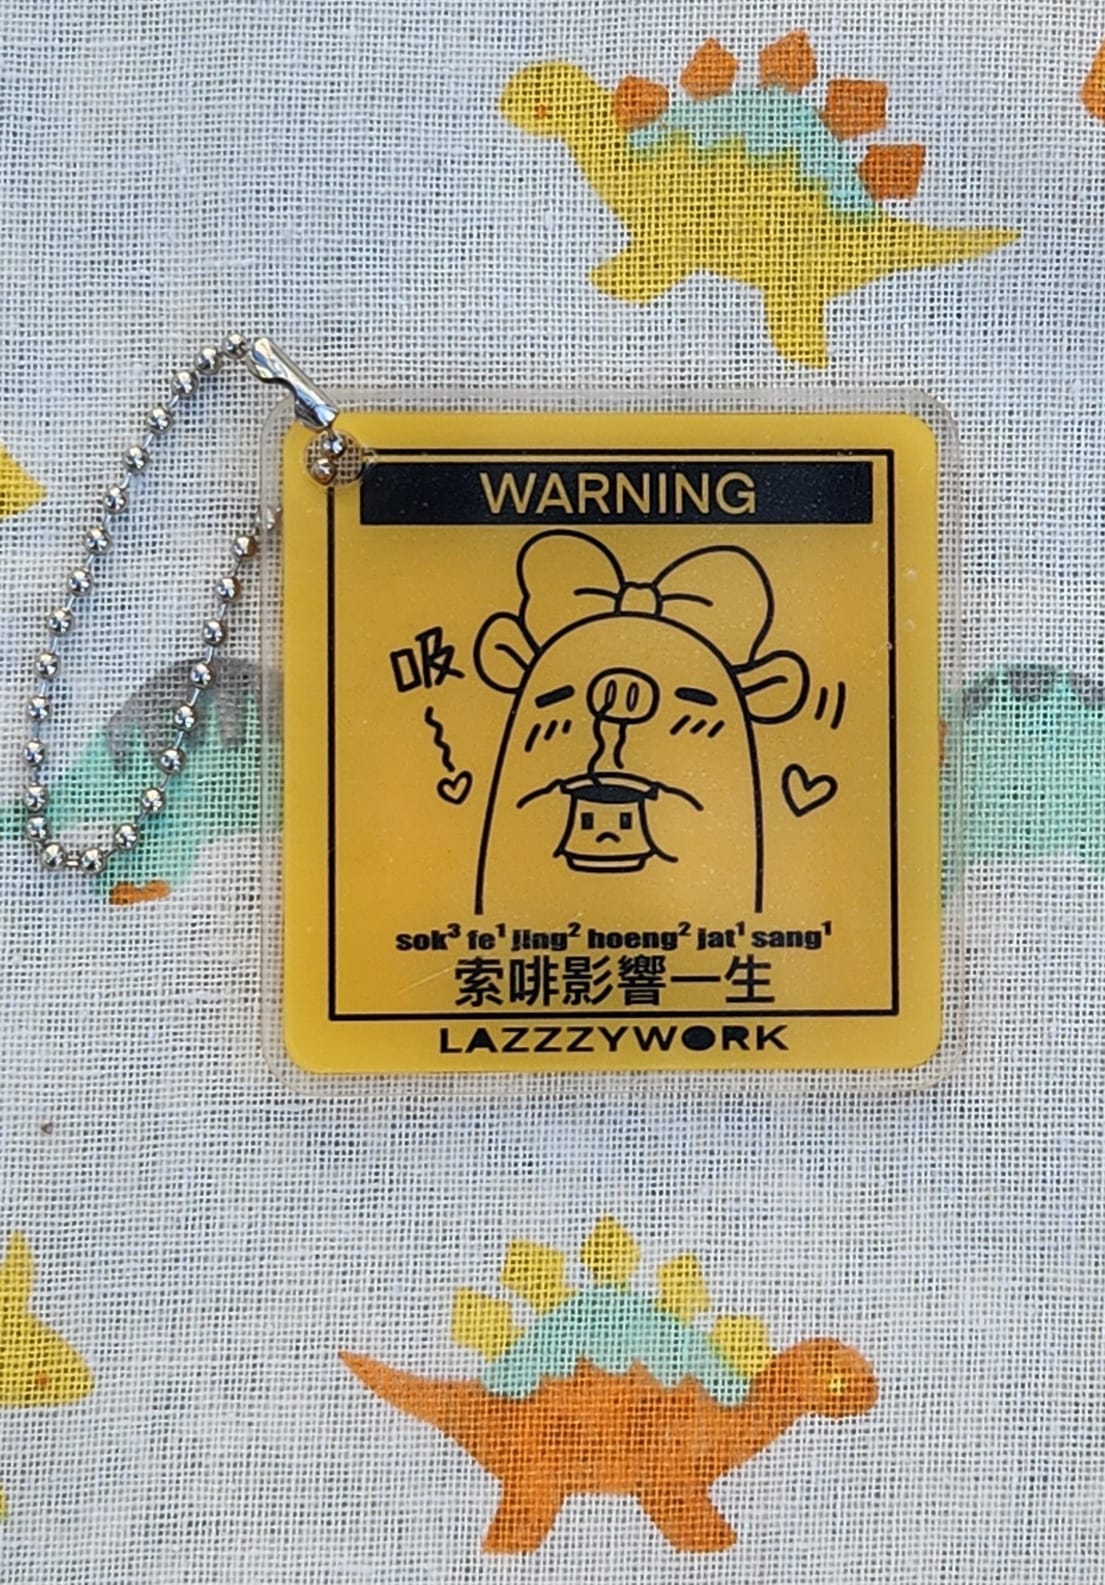 WARNING
吸
sok³ fe¹ jing² hoeng² jat¹ sang¹
索啡影響一生
LAZZZYWORK